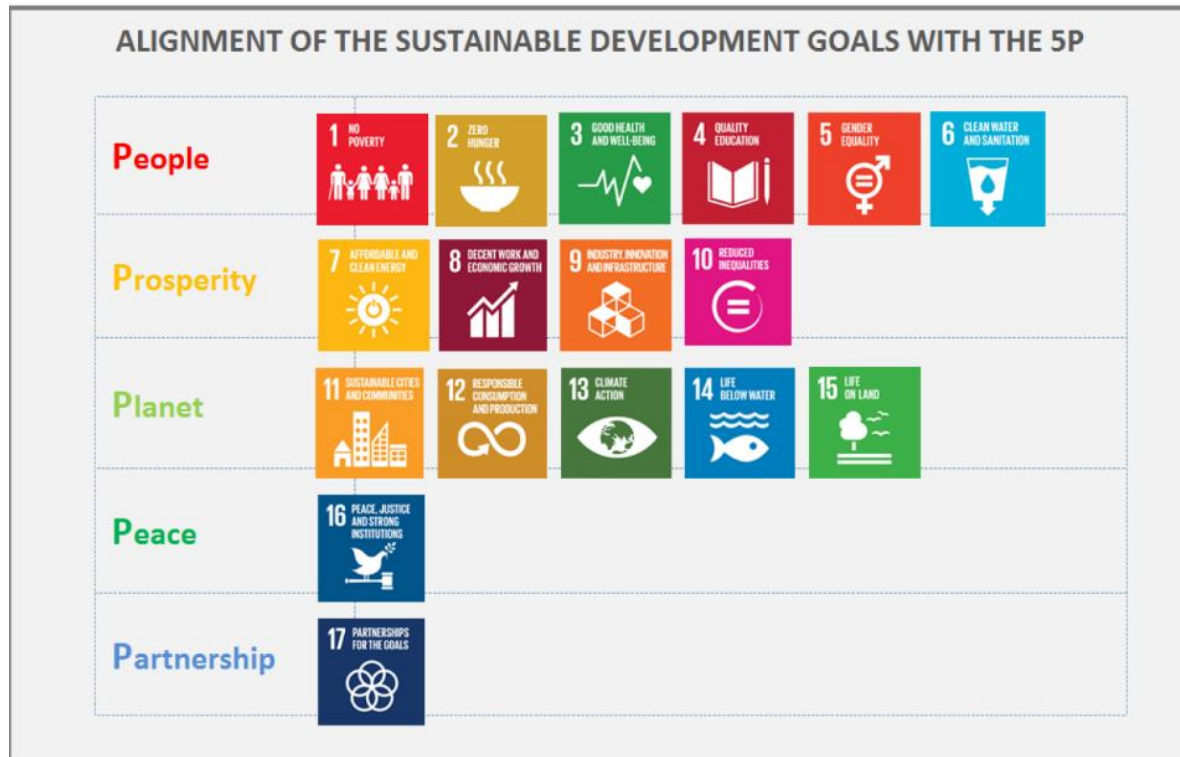 ALIGNMENT OF THE SUSTAINABLE DEVELOPMENT GOALS WITH THE 5P
People
1 NO
POVERTY
2 ZERO
HUNGER
3 GOOD HEALTH
AND WELL-BEING
4 QUALITY
EDUCATION
5 GENDER
EQUALITY
6 CLEAN WATER
AND SANITATION
Prosperity
7 AFFORDABLE AND
CLEAN ENERGY
8 DECENT WORK AND
ECONOMIC GROWTH
9 INDUSTRY, INNOVATION
AND INFRASTRUCTURE
10 REDUCED
INEQUALITIES
Planet
11 SUSTAINABLE CITIES
AND COMMUNITIES
12 RESPONSIBLE
CONSUMPTION
AND PRODUCTION
13 CLIMATE
ACTION
14 LIFE
BELOW WATER
15 LIFE
ON LAND
Peace
16 PEACE, JUSTICE
AND STRONG
INSTITUTIONS
Partnership
17 PARTNERSHIPS
FOR THE GOALS